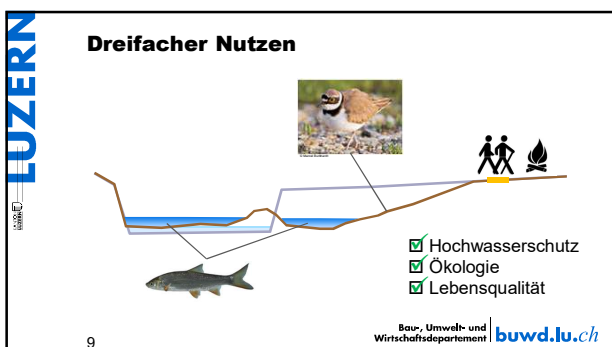 LUZERN
Dreifacher Nutzen
Hochwasserschutz
Ökologie
Lebensqualität
9
Bau-, Umwelt- und
Wirtschaftsdepartement
buwd.lu.ch